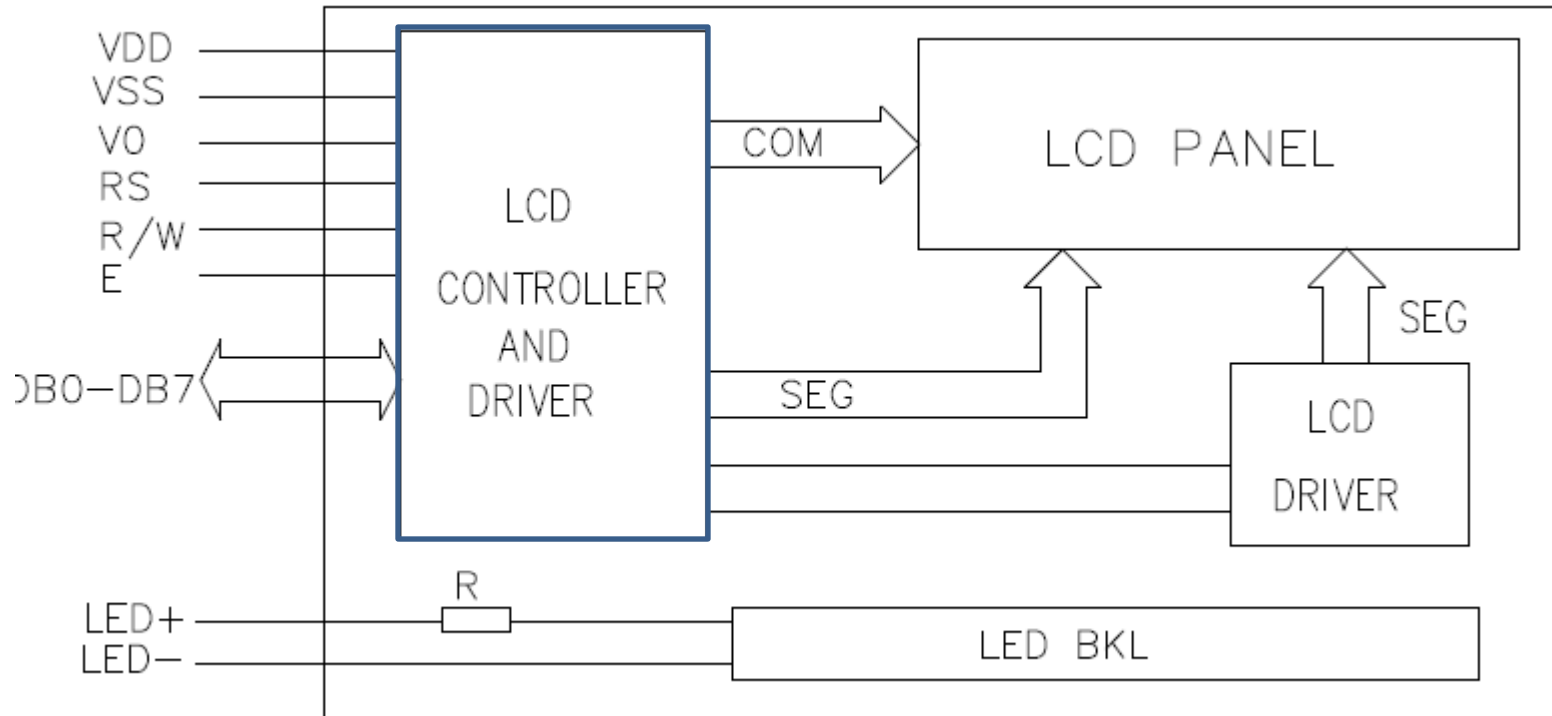 VDD
VSS
V0
RS
R/W
E
DB0-DB7
LCD
CONTROLLER
AND
DRIVER
COM
LCD PANEL
SEG
SEG
LCD
DRIVER
R
LED+
LED-
LED BKL